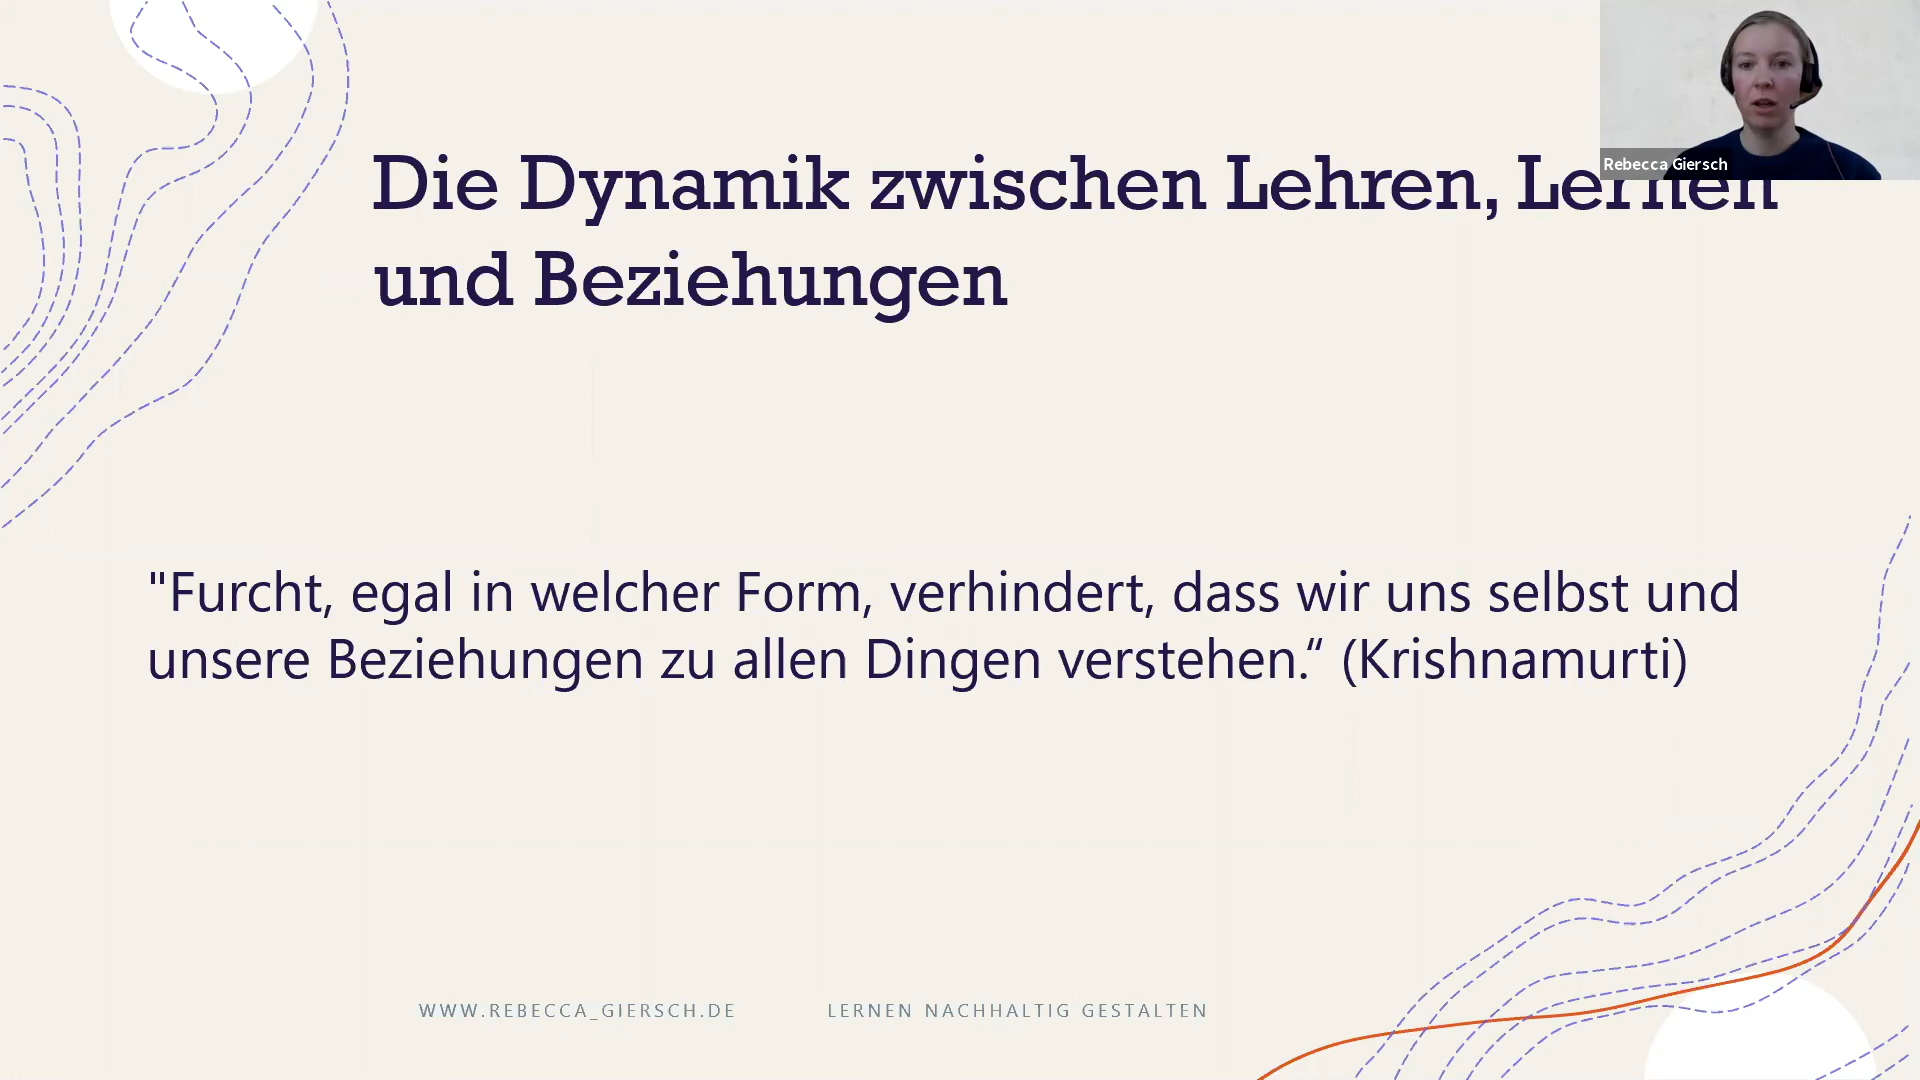 Rebecca Giersch
Die Dynamik zwischen Lehren, Lernen
und Beziehungen
"Furcht, egal in welcher Form, verhindert, dass wir uns selbst und
unsere Beziehungen zu allen Dingen verstehen.“ (Krishnamurti)
WWW.REBECCA_GIERSCH.DE
LERNEN NACHHALTIG GESTALTEN